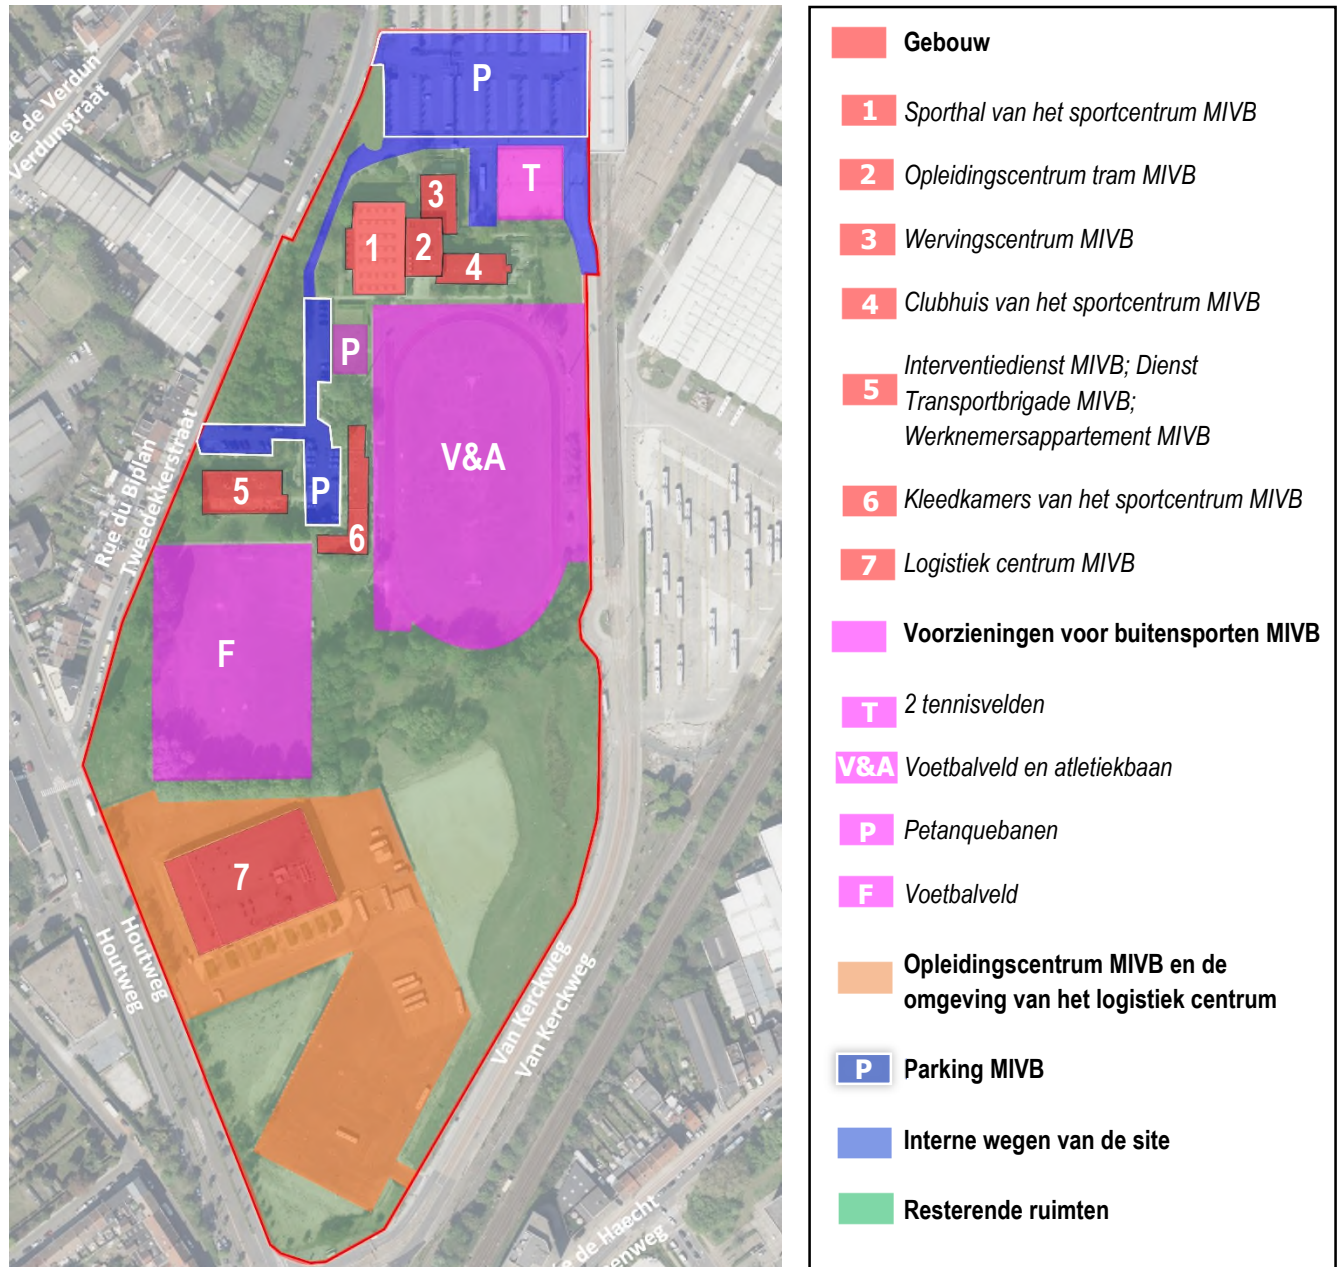 e de Verdun
Verdunstraat
P
T
3
1
2
4
P
V&A
5
P
6
Rue du Biplan
Tweedekkerstraat
F
7
Houtweg
Houtweg
Van Kerckweg
Van Kerckweg
de Haecht
enweg
Gebouw
1 Sporthal van het sportcentrum MIVB
2 Opleidingscentrum tram MIVB
3 Wervingscentrum MIVB
4 Clubhuis van het sportcentrum MIVB
5 Interventiedienst MIVB; Dienst
Transportbrigade MIVB;
Werknemersappartement MIVB
6 Kleedkamers van het sportcentrum MIVB
7 Logistiek centrum MIVB
Voorzieningen voor buitensporten MIVB
T 2 tennisvelden
V&A Voetbalveld en atletiekbaan
P Petanquebanen
F Voetbalveld
Opleidingscentrum MIVB en de
omgeving van het logistiek centrum
P Parking MIVB
Interne wegen van de site
Resterende ruimten